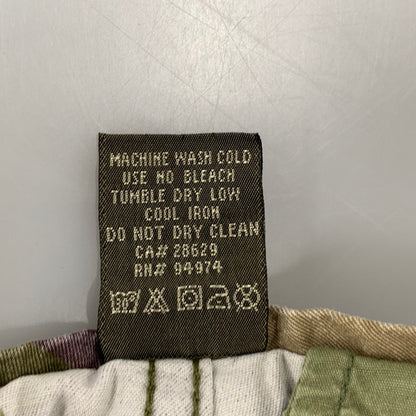 MACHINE WASH COLD
USE NO BLEACH
TUMBLE DRY LOW
COOL IRON
DO NOT DRY CLEAN
CA# 28629
RN# 94974